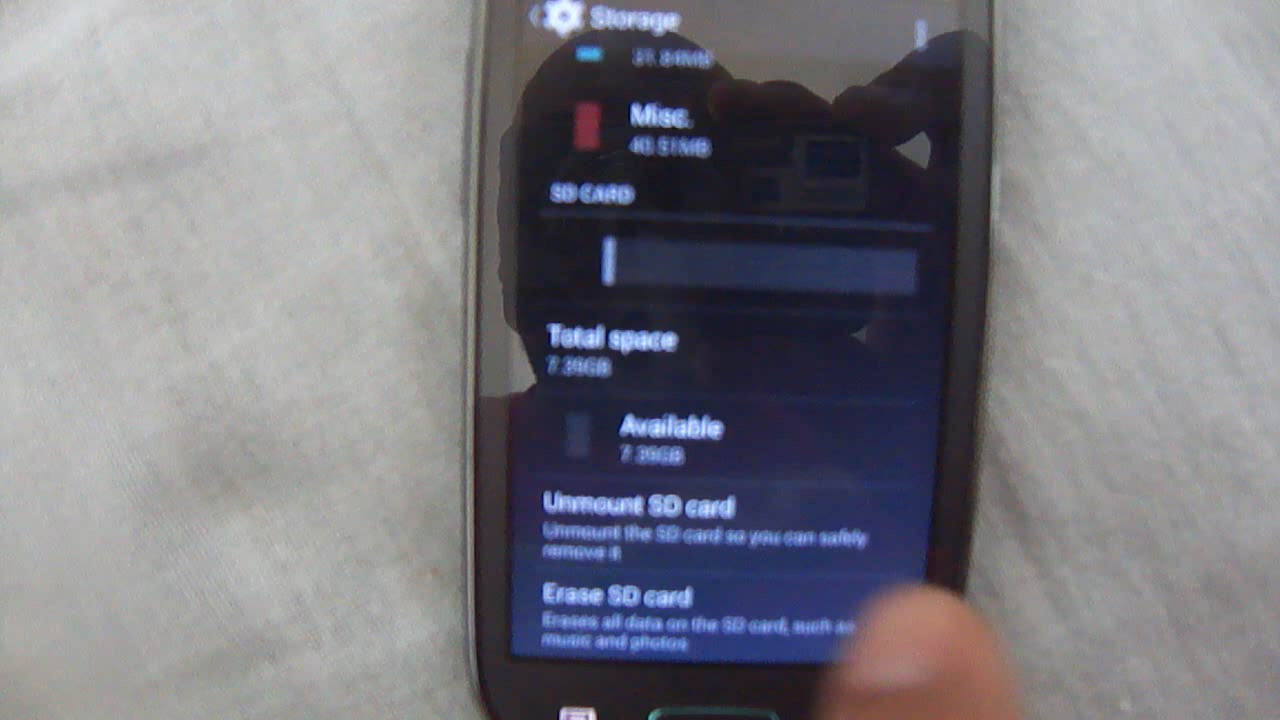 Storage
Misc.
SD CARD
Total space
7.39GB
Available
7.39GB
Unmount SD card
Unmount the SD card so you can safely
remove it
Erase SD card
Erases all data on the SD card, such as
music and photos